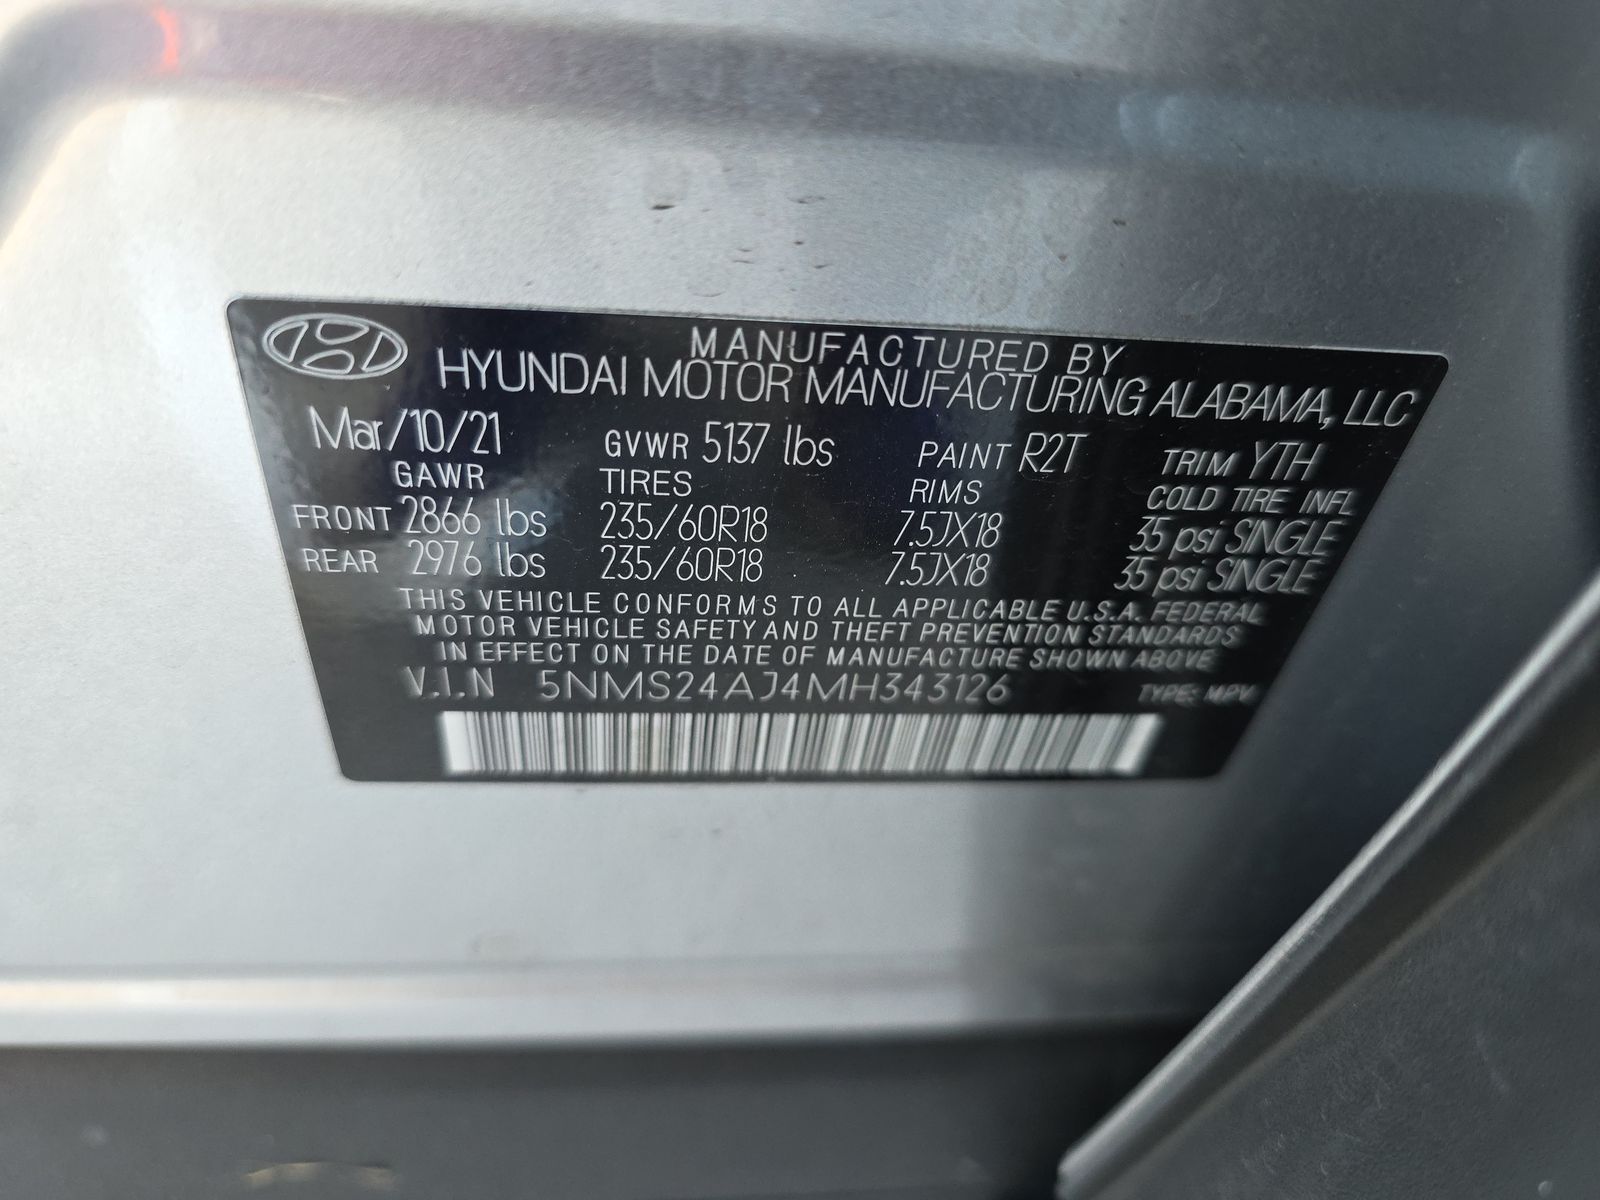 MANUFACTURED BY
HYUNDAI MOTOR MANUFACTURING ALABAMA, LLC
Mar/10/21 GVWR 5137 lbs PAINT R2T TRIM YTH
GAWR TIRES RIMS COLD TIRE INFL
FRONT 2866 lbs 235/60R18 7.5JX18 35 psi SINGLE
REAR 2976 lbs 235/60R18 7.5JX18 35 psi SINGLE
THIS VEHICLE CONFORMS TO ALL APPLICABLE U.S.A. FEDERAL
MOTOR VEHICLE SAFETY AND THEFT PREVENTION STANDARDS
IN EFFECT ON THE DATE OF MANUFACTURE SHOWN ABOVE
V.I.N 5NMS24AJ4MH343126 TYPE: MPV